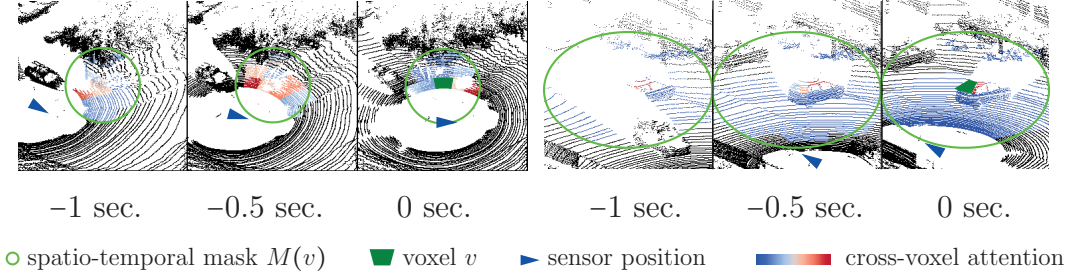 −1 sec. −0.5 sec. 0 sec. −1 sec. −0.5 sec. 0 sec.
spatio-temporal mask M(v) voxel v sensor position cross-voxel attention